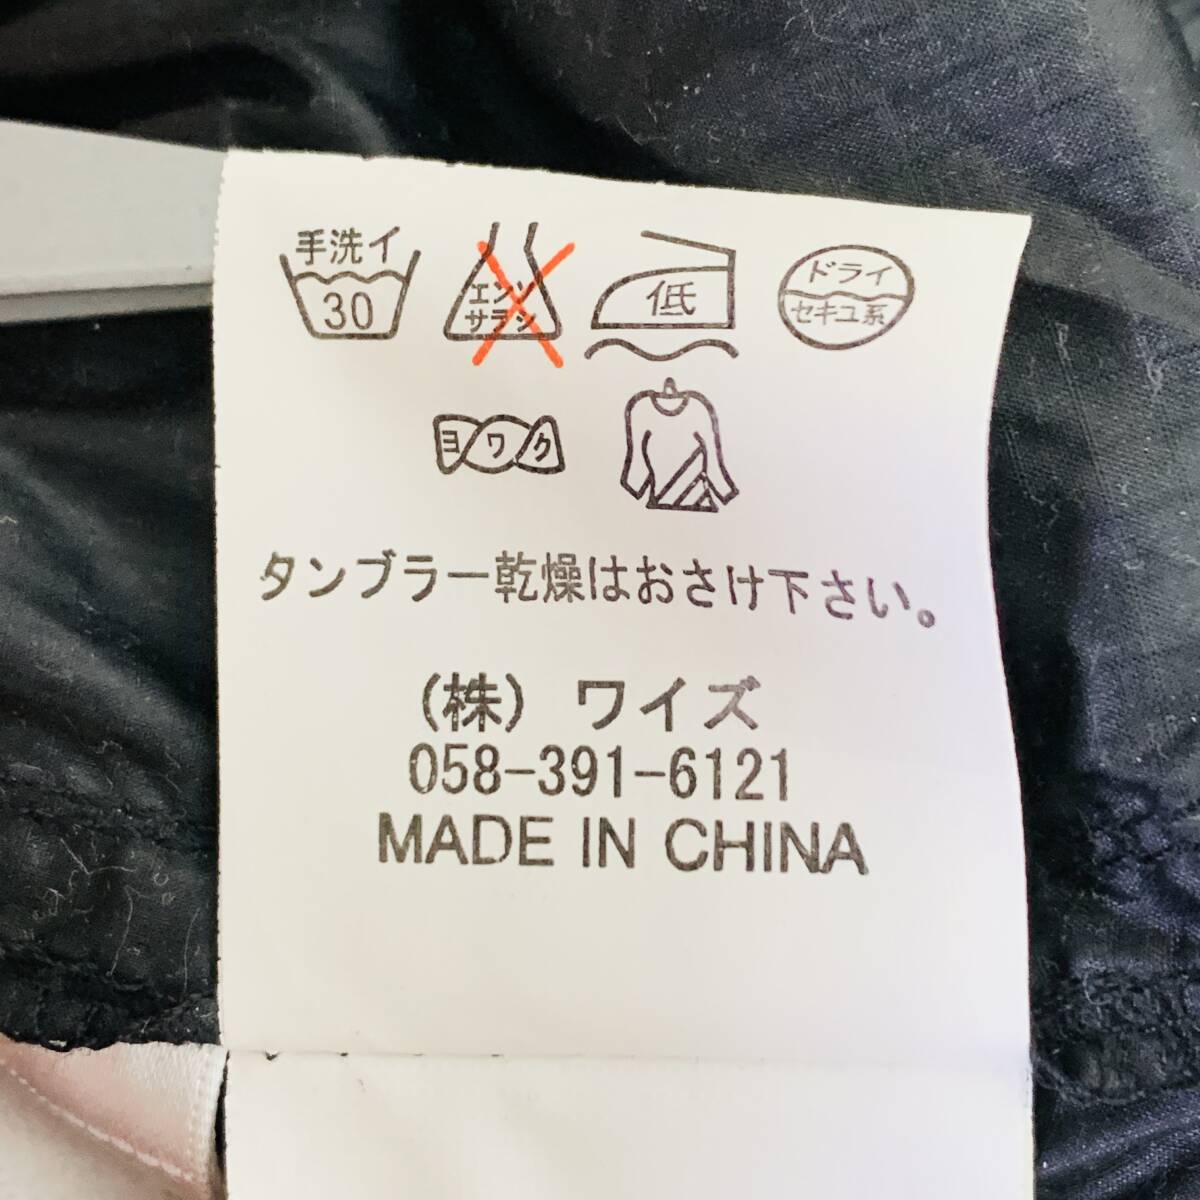 手洗イ
30
エンソ
サラシ
低
ドライ
セキユ系
ヨワク
タンブラー乾燥はおさけ下さい。
(株) ワイズ
058-391-6121
MADE IN CHINA